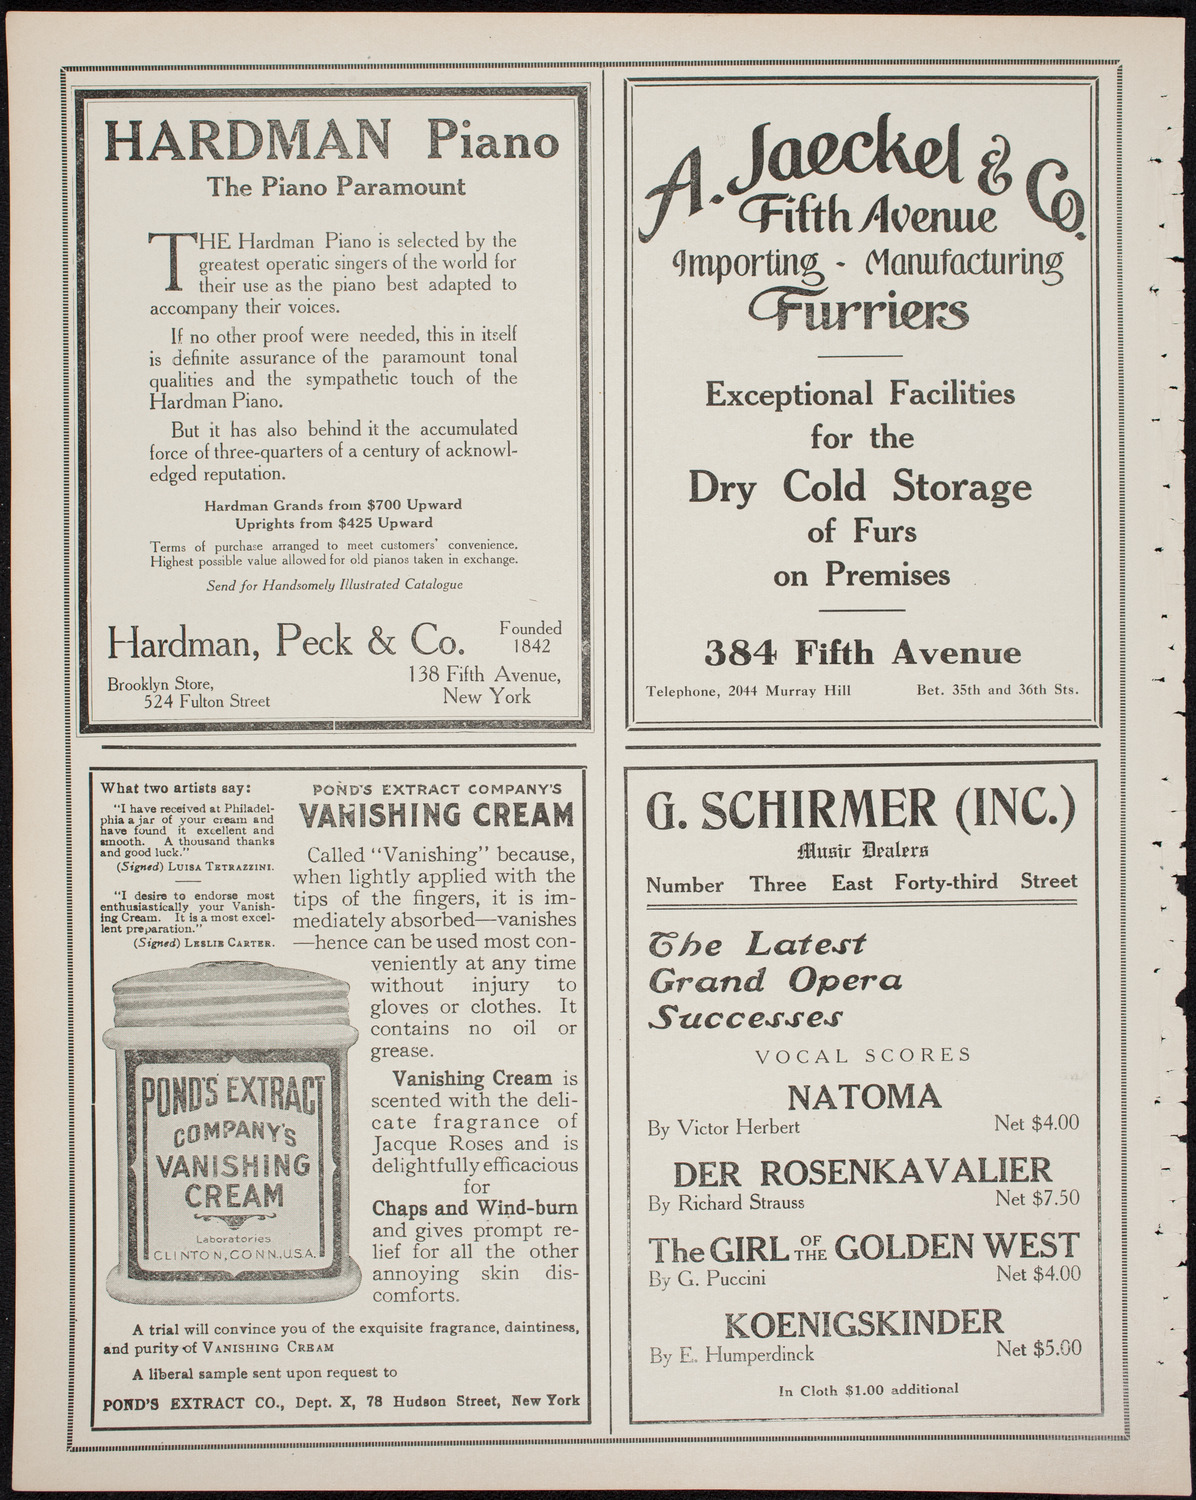 HARDMAN Piano
The Piano Paramount
THE Hardman Piano is selected by the
greatest operatic singers of the world for
their use as the piano best adapted to
accompany their voices.
If no other proof were needed, this in itself
is definite assurance of the paramount tonal
qualities and the sympathetic touch of the
Hardman Piano.
But it has also behind it the accumulated
force of three-quarters of a century of acknowl-
edged reputation.
Hardman Grands from $700 Upward
Uprights from $425 Upward
Terms of purchase arranged to meet customers' convenience.
Highest possible value allowed for old pianos taken in exchange.
Send for Handsomely Illustrated Catalogue
Hardman, Peck & Co.
Founded
1842
Brooklyn Store,
524 Fulton Street
138 Fifth Avenue,
New York
A. Jaeckel & Co.
Fifth Avenue
Importing - Manufacturing
Furriers
Exceptional Facilities
for the
Dry Cold Storage
of Furs
on Premises
384 Fifth Avenue
Telephone, 2044 Murray Hill
Bet. 35th and 36th Sts.
What two artists say:
"I have received at Philadel-
phia a jar of your cream and
have found it excellent and
smooth. A thousand thanks
and good luck."
(Signed) LUISA TETRAZZINI.
"I desire to endorse most
enthusiastically your Vanish-
ing Cream. It is a most excel-
lent preparation."
(Signed) LESLIE CARTER.
POND'S EXTRACT COMPANY'S
VANISHING CREAM
Called "Vanishing" because,
when lightly applied with the
tips of the fingers, it is im-
mediately absorbed—vanishes
—hence can be used most con-
veniently at any time
without injury to
gloves or clothes. It
contains no oil or
grease.
Vanishing Cream is
scented with the deli-
cate fragrance of
Jacque Roses and is
delightfully efficacious
for
Chaps and Wind-burn
and gives prompt re-
lief for all the other
annoying skin dis-
comforts.
POND'S EXTRACT
COMPANY'S
VANISHING
CREAM
Laboratories
CLINTON, CONN., U.S.A.
A trial will convince you of the exquisite fragrance, daintiness,
and purity of VANISHING CREAM
A liberal sample sent upon request to
POND'S EXTRACT CO., Dept. X, 78 Hudson Street, New York
G. SCHIRMER (INC.)
Music Dealers
Number Three East Forty-third Street
The Latest
Grand Opera
Successes
VOCAL SCORES
NATOMA
By Victor Herbert Net $4.00
DER ROSENKAVALIER
By Richard Strauss Net $7.50
The GIRL OF THE GOLDEN WEST
By G. Puccini Net $4.00
KOENIGSKINDER
By E. Humperdinck Net $5.00
In Cloth $1.00 additional